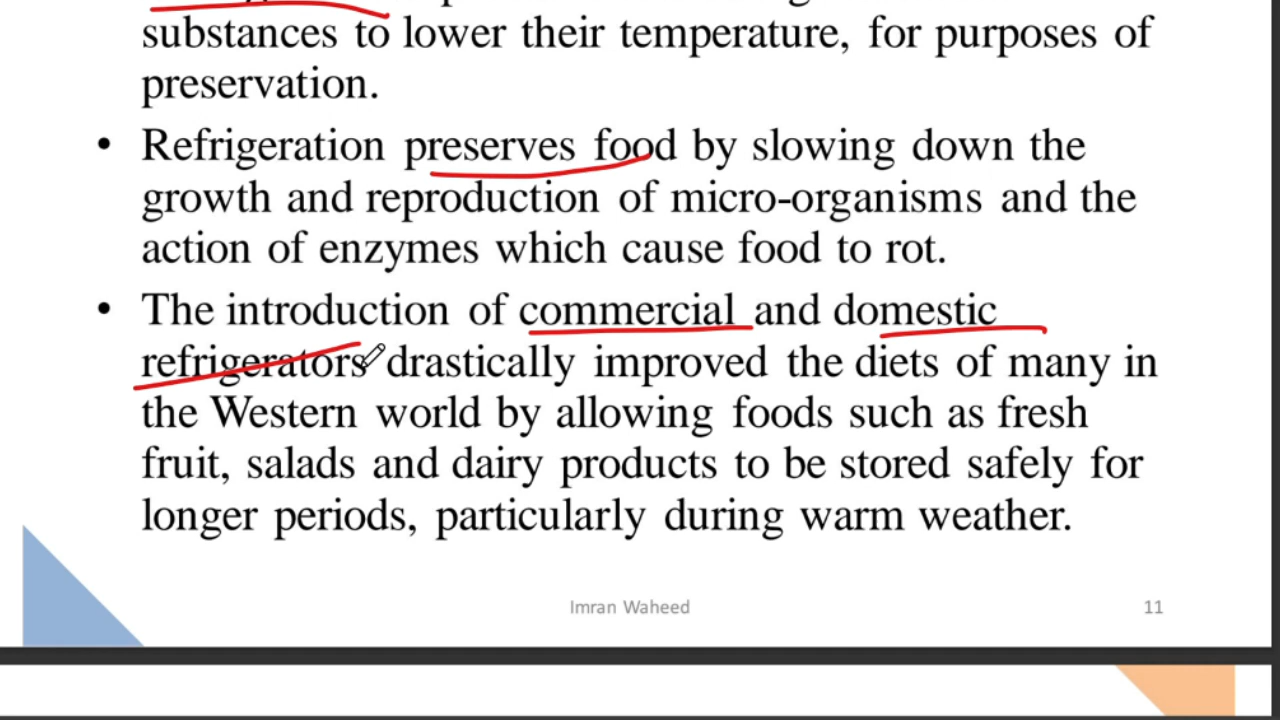 substances to lower their temperature, for purposes of
preservation.
• Refrigeration preserves food by slowing down the
growth and reproduction of micro-organisms and the
action of enzymes which cause food to rot.
• The introduction of commercial and domestic
refrigerators drastically improved the diets of many in
the Western world by allowing foods such as fresh
fruit, salads and dairy products to be stored safely for
longer periods, particularly during warm weather.
Imran Waheed
11